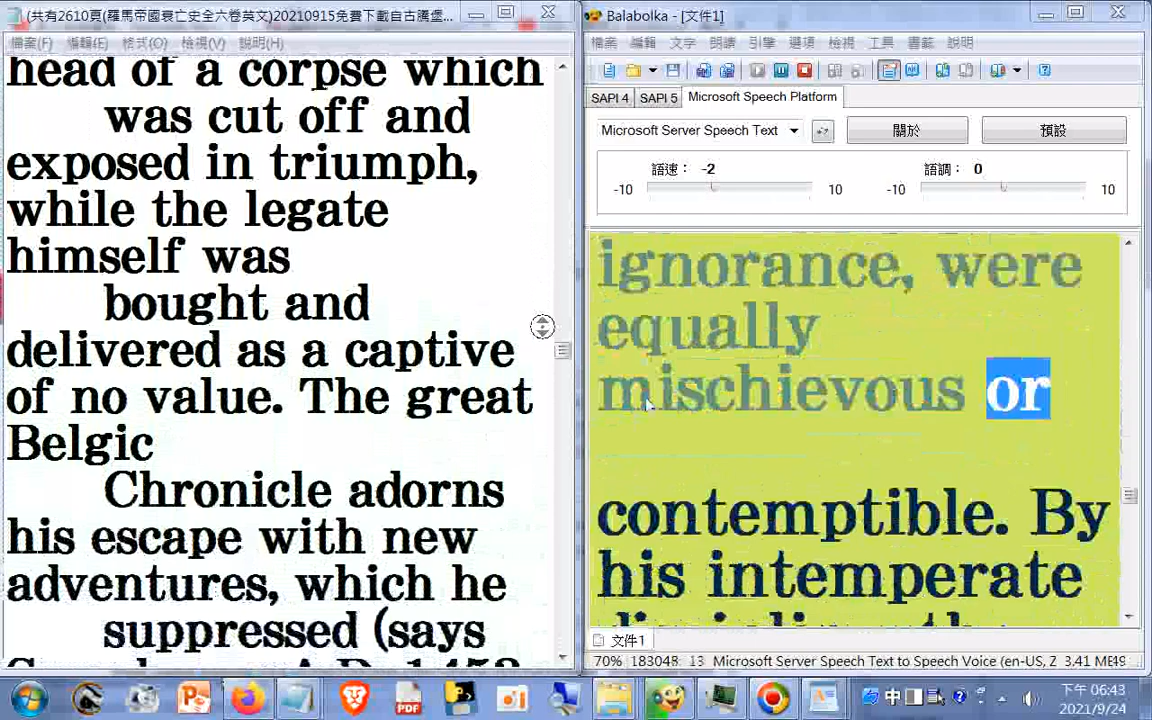 (共有2610頁(羅馬帝國衰亡史全六卷英文)20210915免費下載自古騰堡...
檔案(F) 編輯(E) 格式(O) 檢視(V) 說明(H)
head of a corpse which
was cut off and
exposed in triumph,
while the legate
himself was
bought and
delivered as a captive
of no value. The great
Belgic
Chronicle adorns
his escape with new
adventures, which he
suppressed (says
Balabolka - [文件1]
檔案 編輯 文字 朗讀 引擎 選項 檢視 工具 書籤 說明
SAPI 4 SAPI 5 Microsoft Speech Platform
Microsoft Server Speech Text 關於 預設
語速： -2 語調： 0
-10 10 -10 10
ignorance, were
equally
mischievous or
contemptible. By
his intemperate
文件1
70% 183048: 13 Microsoft Server Speech Text to Speech Voice (en-US, Z 3.41 ME49
PDF 中 下午 06:43
2021/9/24